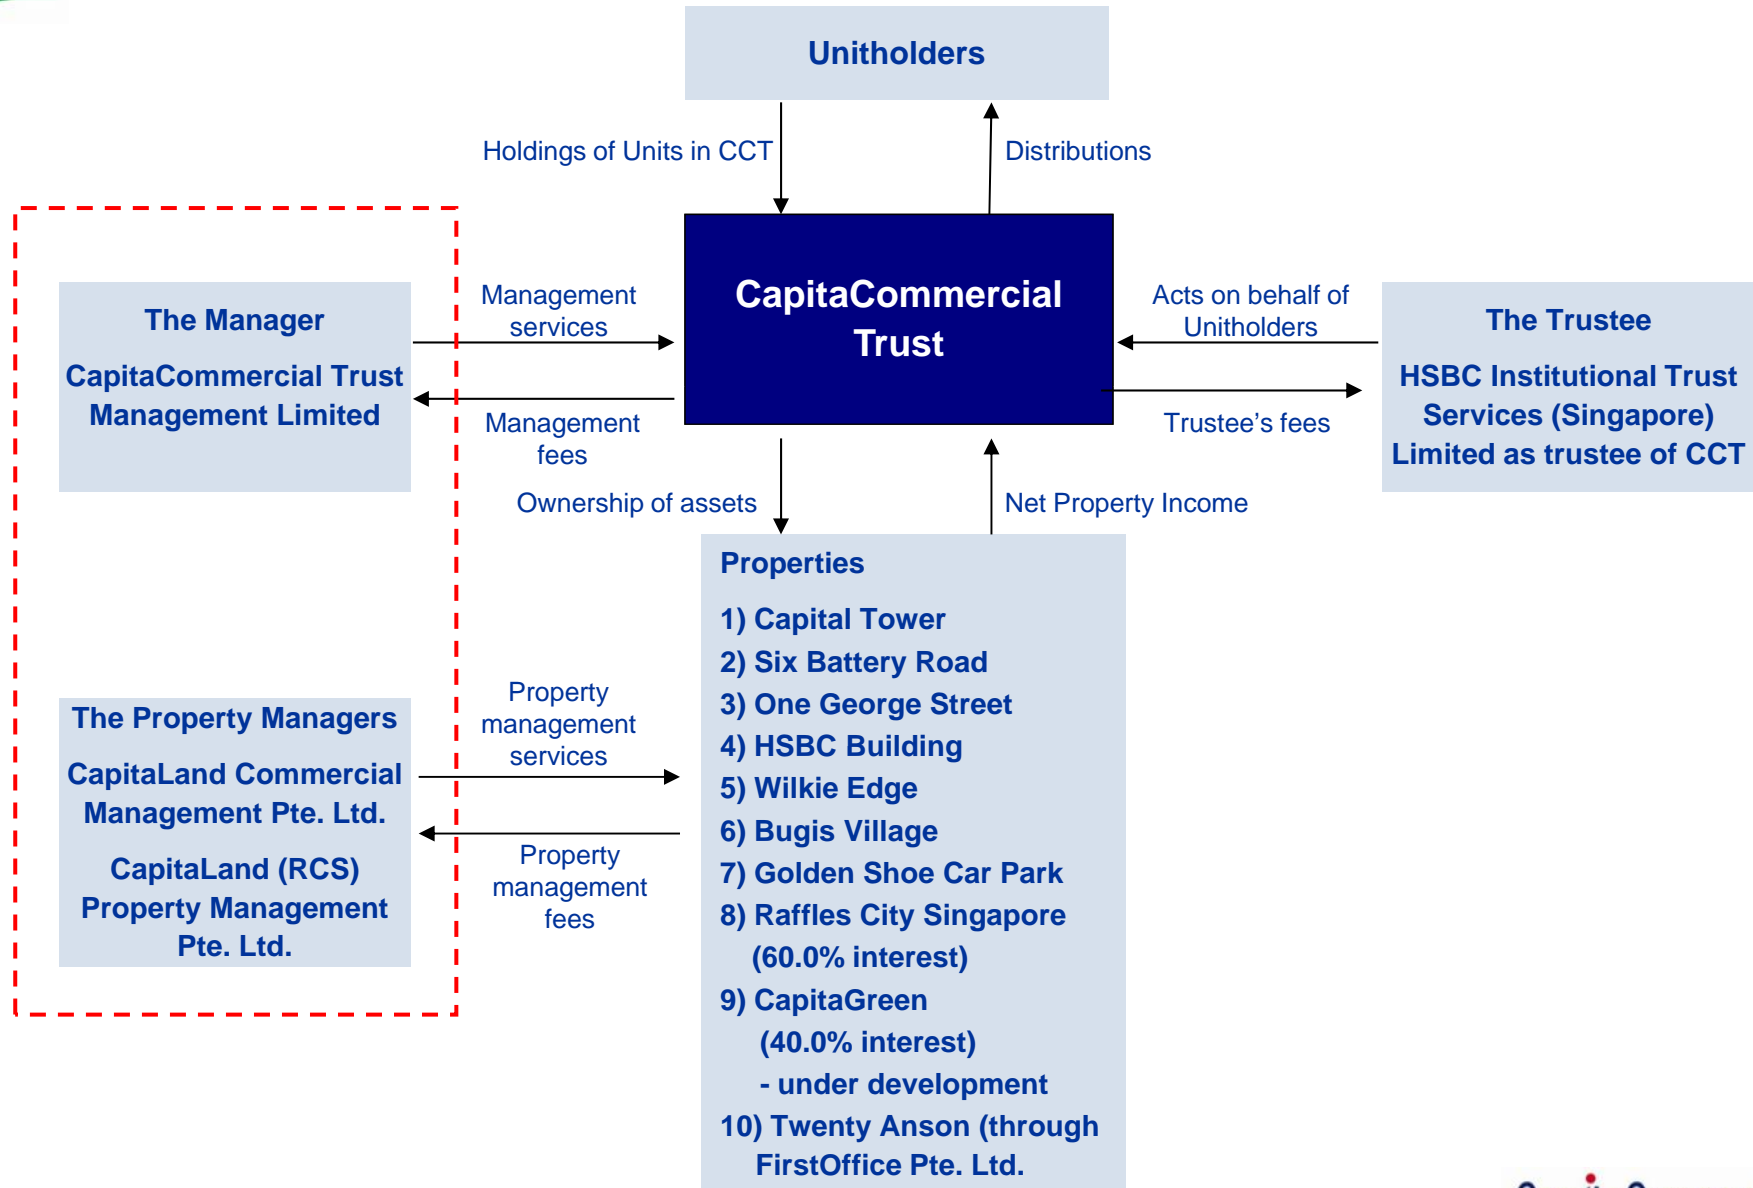 Unitholders
Holdings of Units in CCT
Distributions
CapitaCommercial
Trust
The Manager
CapitaCommercial Trust
Management Limited
Management
services
Management
fees
Acts on behalf of
Unitholders
Trustee’s fees
The Trustee
HSBC Institutional Trust
Services (Singapore)
Limited as trustee of CCT
Ownership of assets
Net Property Income
The Property Managers
CapitaLand Commercial
Management Pte. Ltd.
CapitaLand (RCS)
Property Management
Pte. Ltd.
Property
management
services
Property
management
fees
Properties
1) Capital Tower
2) Six Battery Road
3) One George Street
4) HSBC Building
5) Wilkie Edge
6) Bugis Village
7) Golden Shoe Car Park
8) Raffles City Singapore
(60.0% interest)
9) CapitaGreen
(40.0% interest)
- under development
10) Twenty Anson (through
FirstOffice Pte. Ltd.